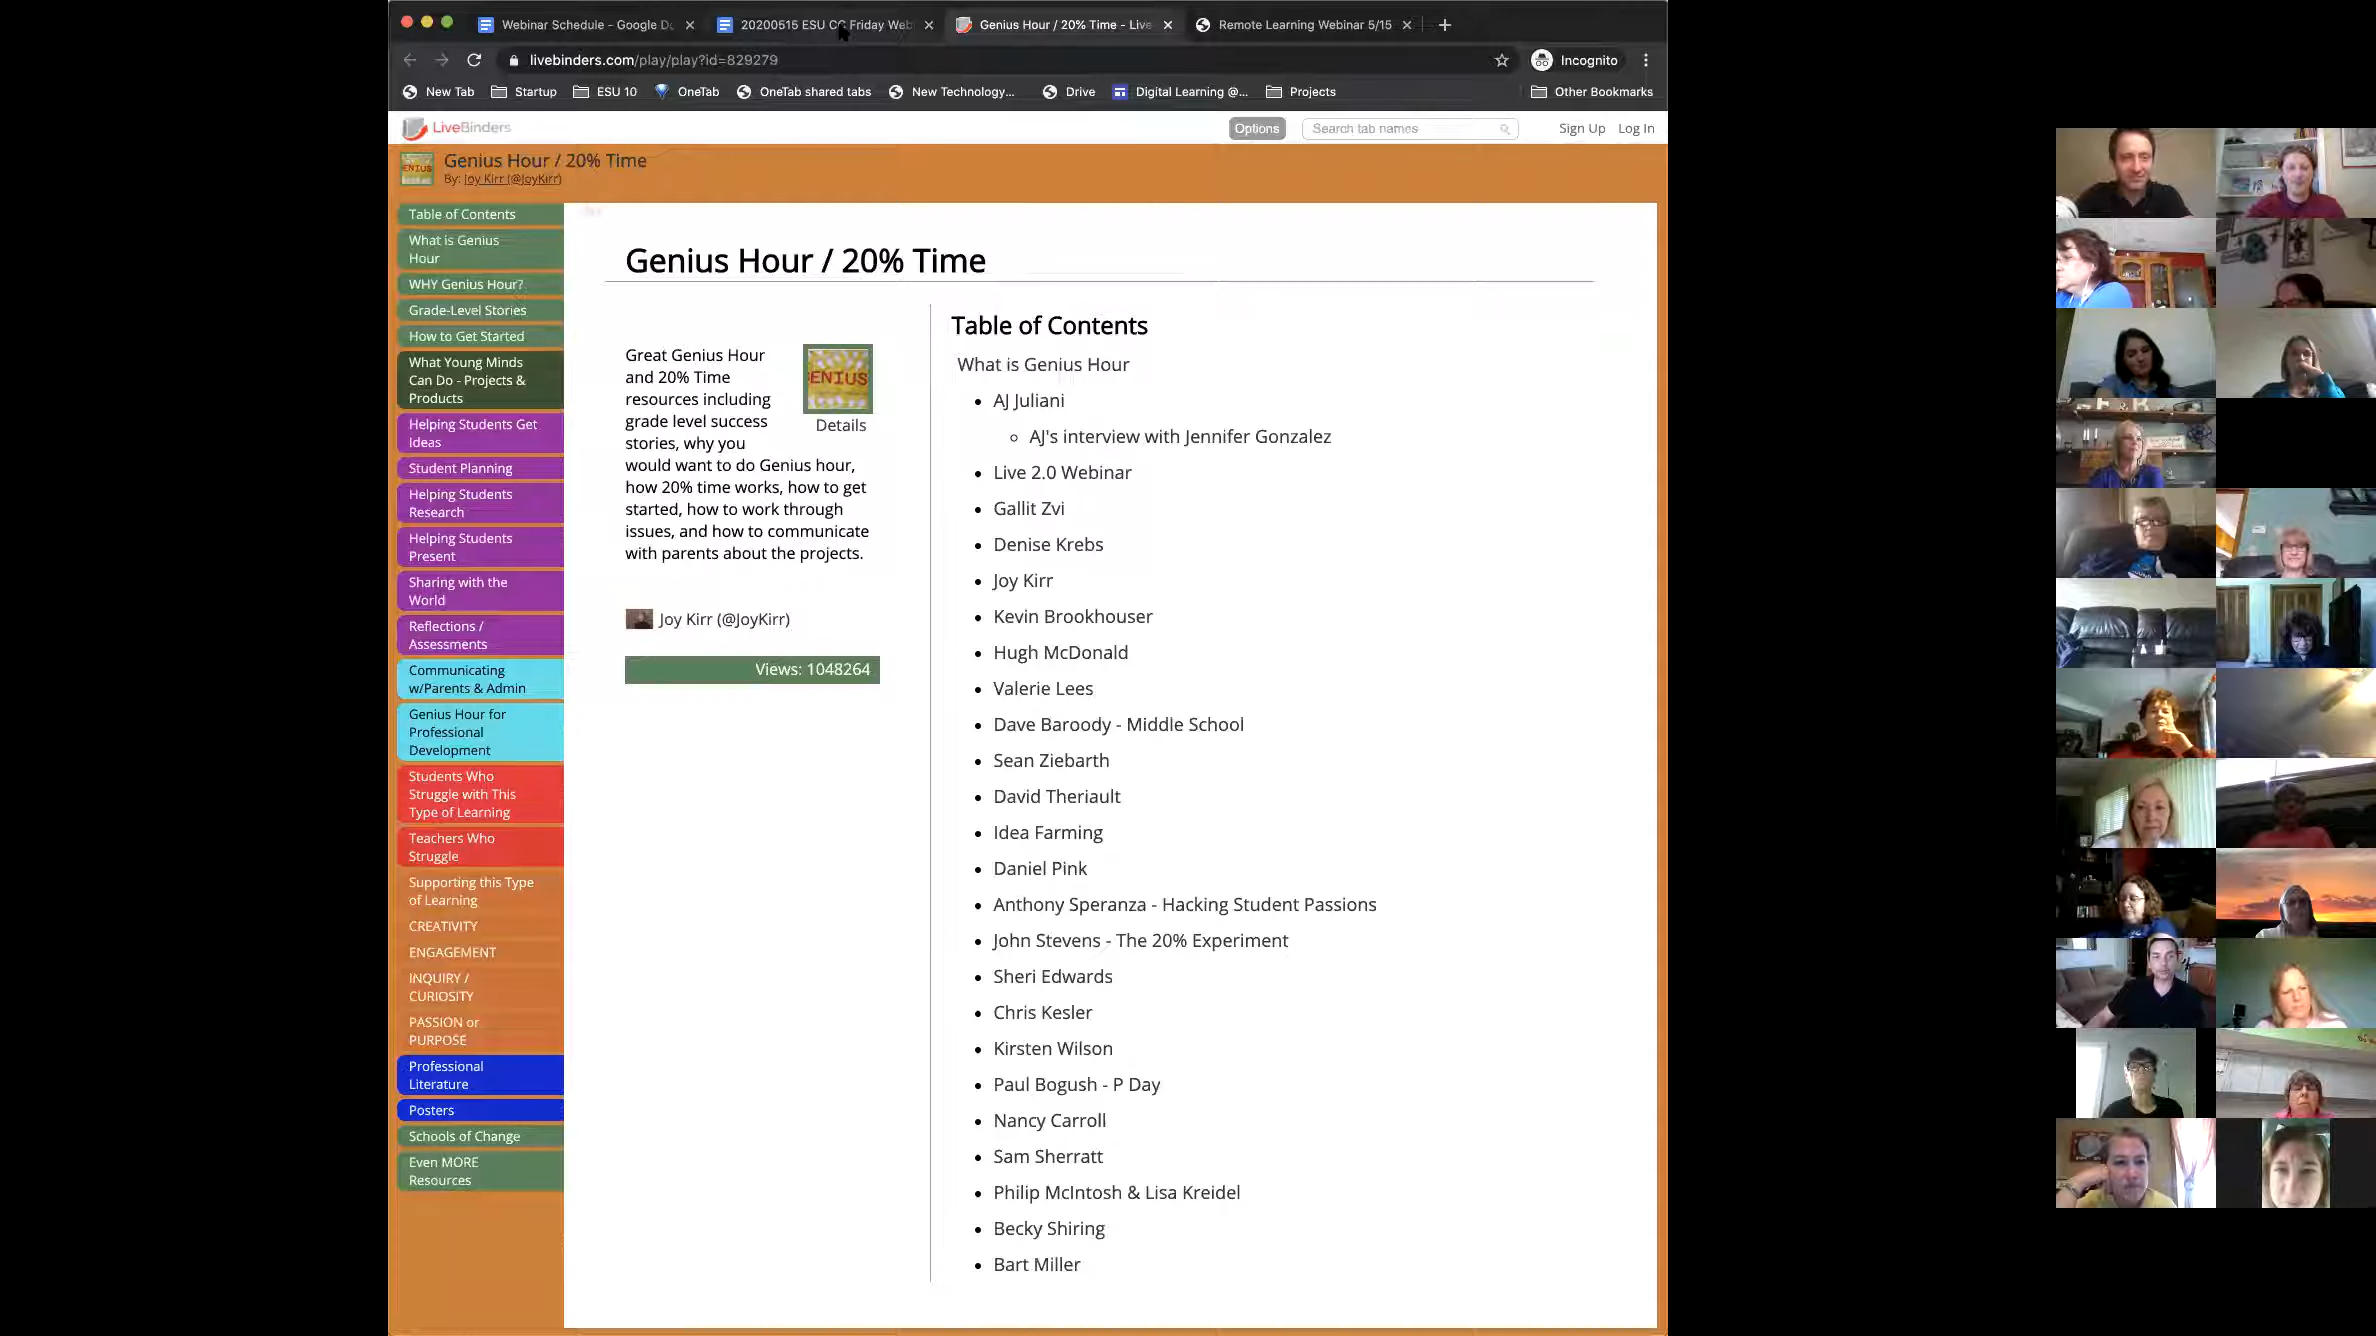 Webinar Schedule - Google Do
20200515 ESU CC Friday Web
Genius Hour / 20% Time - Live
Remote Learning Webinar 5/15
livebinders.com/play/play?id=829279
Incognito
New Tab
Startup
ESU 10
OneTab
OneTab shared tabs
New Technology...
Drive
Digital Learning @...
Projects
Other Bookmarks
LiveBinders
Options
Search tab names
Sign Up
Log In
Genius Hour / 20% Time
By: Joy Kirr (@JoyKirr)
Table of Contents
What is Genius
Hour
WHY Genius Hour?
Grade-Level Stories
How to Get Started
What Young Minds
Can Do - Projects &
Products
Helping Students Get
Ideas
Student Planning
Helping Students
Research
Helping Students
Present
Sharing with the
World
Reflections /
Assessments
Communicating
w/Parents & Admin
Genius Hour for
Professional
Development
Students Who
Struggle with This
Type of Learning
Teachers Who
Struggle
Supporting this Type
of Learning
CREATIVITY
ENGAGEMENT
INQUIRY /
CURIOSITY
PASSION or
PURPOSE
Professional
Literature
Posters
Schools of Change
Even MORE
Resources
Genius Hour / 20% Time
Great Genius Hour
and 20% Time
resources including
grade level success
stories, why you
would want to do Genius hour,
how 20% time works, how to get
started, how to work through
issues, and how to communicate
with parents about the projects.
GENIUS
Details
Joy Kirr (@JoyKirr)
Views: 1048264
Table of Contents
What is Genius Hour
AJ Juliani
AJ's interview with Jennifer Gonzalez
Live 2.0 Webinar
Gallit Zvi
Denise Krebs
Joy Kirr
Kevin Brookhouser
Hugh McDonald
Valerie Lees
Dave Baroody - Middle School
Sean Ziebarth
David Theriault
Idea Farming
Daniel Pink
Anthony Speranza - Hacking Student Passions
John Stevens - The 20% Experiment
Sheri Edwards
Chris Kesler
Kirsten Wilson
Paul Bogush - P Day
Nancy Carroll
Sam Sherratt
Philip McIntosh & Lisa Kreidel
Becky Shiring
Bart Miller